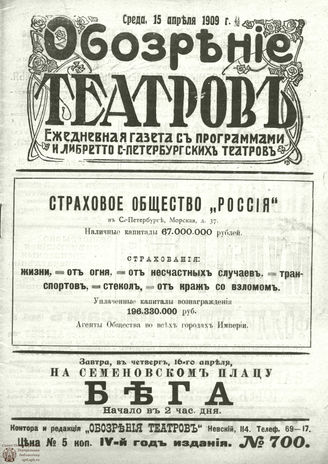 Среда, 15 апрѣля 1909 г.
Обозрѣніе
ТЕАТРОВЪ
Ежедневная газета съ программами
и либретто С-Петербургскихъ театровъ
СТРАХОВОЕ ОБЩЕСТВО „РОССІЯ“
въ С.-Петербургѣ, Морская, д. 37.
Наличные капиталы 67.000.000 рублей.
СТРАХОВАНІЯ:
жизни, — отъ огня. — отъ несчастныхъ случаевъ. — тран-
спортовъ, — стеколъ, — отъ кражъ со взломомъ.
Уплаченные капиталы вознагражденія
196.330.000 руб.
Агенты Общества во всѣхъ городахъ Имперіи.
Завтра, въ четвергъ, 16-го апрѣля,
НА СЕМЕНОВСКОМЪ ПЛАЦУ
БѢГА
Начало въ 2 час. дня.
Контора и редакція „ОБОЗРѢНІЯ ТЕАТРОВЪ“ Невскій, 114. Телеф. 69—17.
Цѣна № 5 коп. IV-й годъ изданія. № 700.